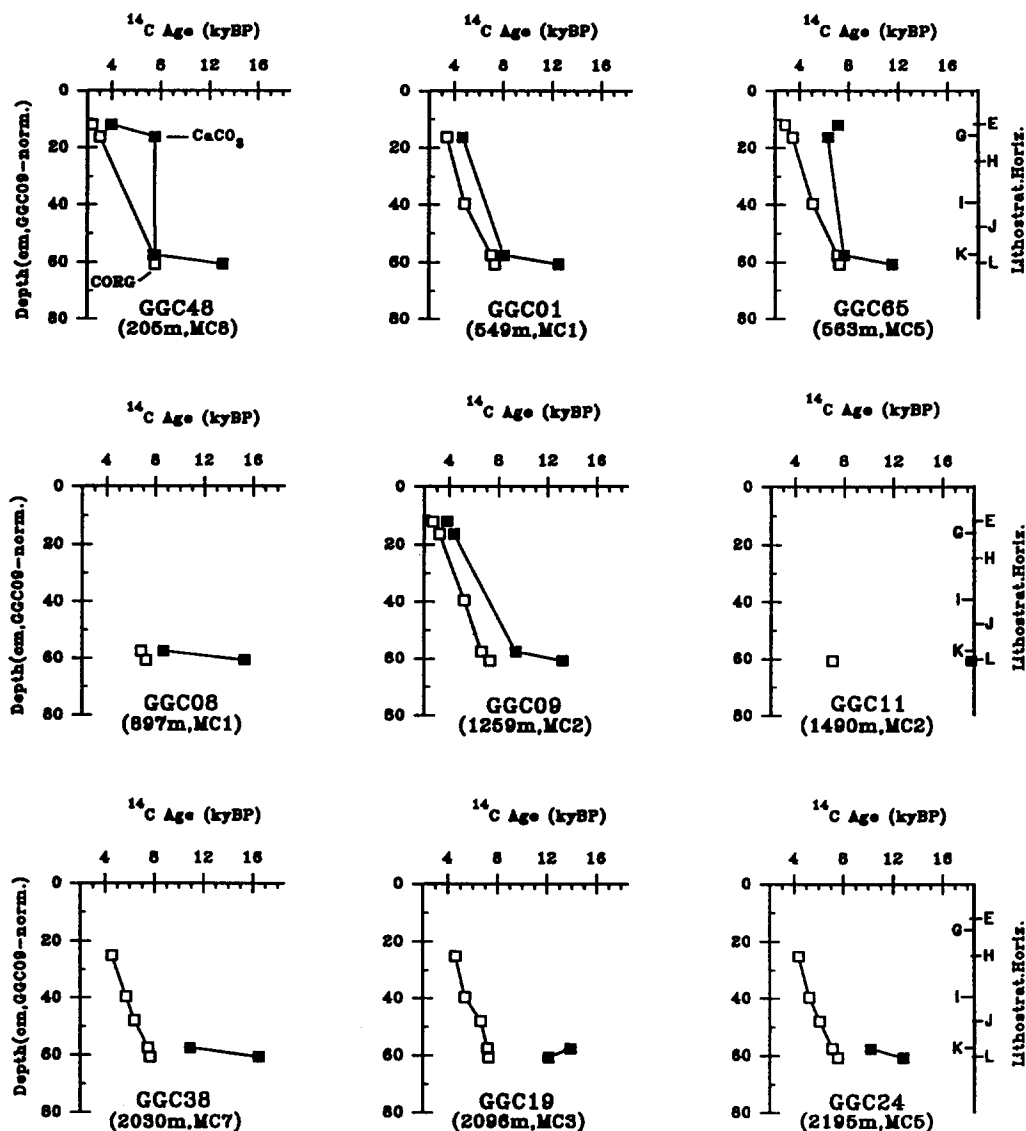 14C Age (kyBP) 14C Age (kyBP) 14C Age (kyBP)
4 8 12 16 4 8 12 16 4 8 12 16
Depth(cm,GGC09-norm.)
0 0 0
20 20 20
40 40 40
60 60 60
80 80 80
CaCO3
CORG
E
G
H
I
J
K
L
Lithostrat.Horiz.
GGC48 GGC01 GGC65
(205m,MC8) (549m,MC1) (563m,MC5)
14C Age (kyBP) 14C Age (kyBP) 14C Age (kyBP)
4 8 12 16 4 8 12 16 4 8 12 16
Depth(cm,GGC09-norm.)
0 0 0
20 20 20
40 40 40
60 60 60
80 80 80
E
G
H
I
J
K
L
Lithostrat.Horiz.
GGC08 GGC09 GGC11
(897m,MC1) (1259m,MC2) (1490m,MC2)
14C Age (kyBP) 14C Age (kyBP) 14C Age (kyBP)
4 8 12 16 4 8 12 16 4 8 12 16
Depth(cm,GGC09-norm.)
0 0 0
20 20 20
40 40 40
60 60 60
80 80 80
E
G
H
I
J
K
L
Lithostrat.Horiz.
GGC38 GGC19 GGC24
(2030m,MC7) (2096m,MC3) (2195m,MC5)